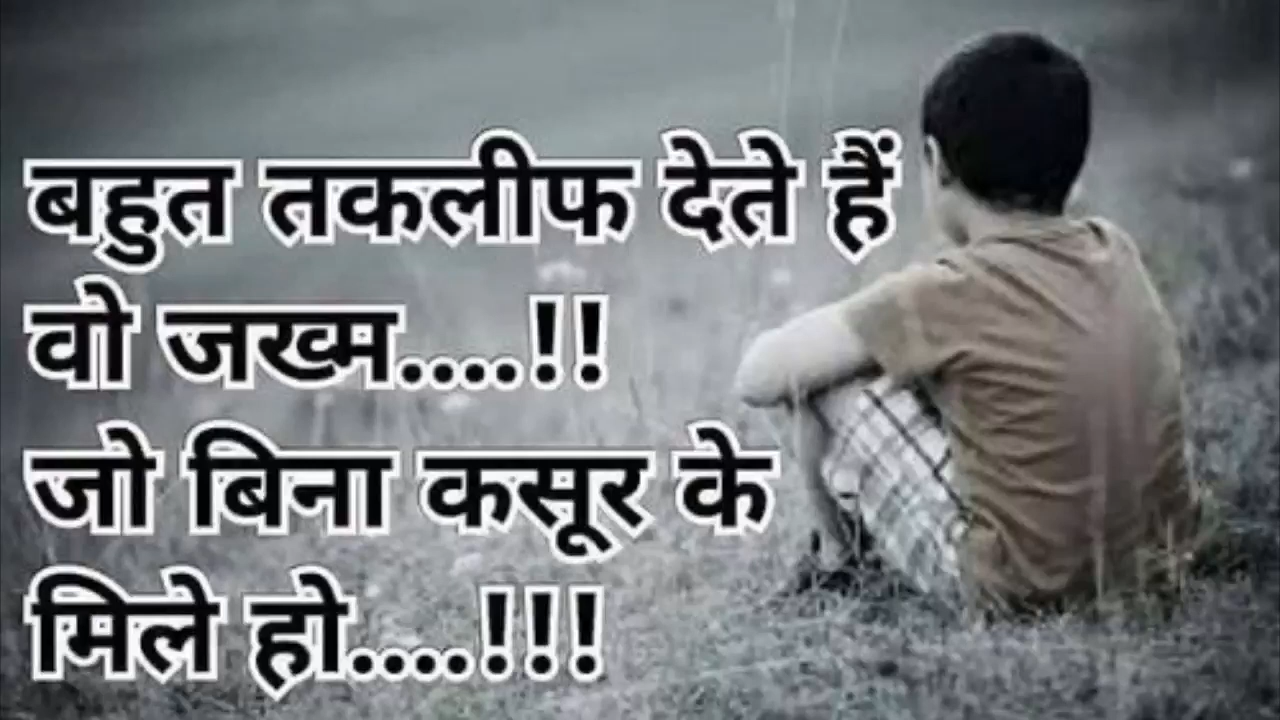 बहुत तकलीफ देते हैं
वो जख्म....!!
जो बिना कसूर के
मिले हो....!!!